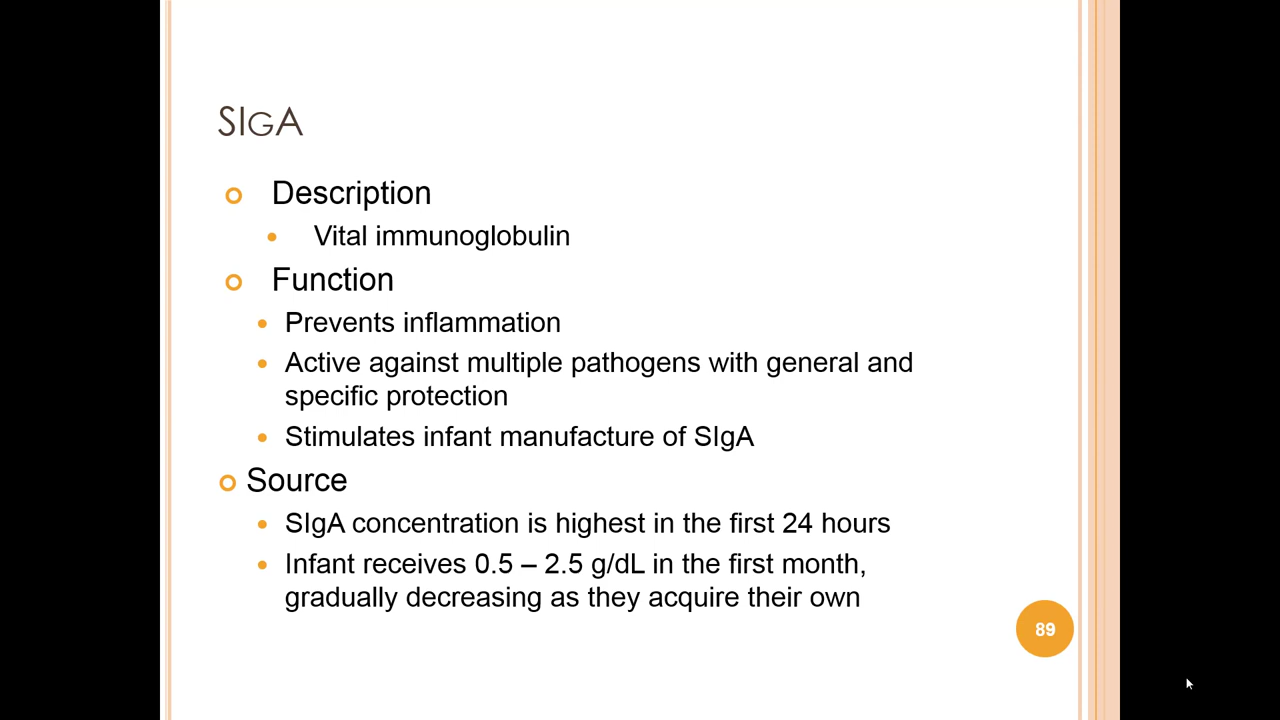 SIgA
Description
Vital immunoglobulin
Function
Prevents inflammation
Active against multiple pathogens with general and
specific protection
Stimulates infant manufacture of SIgA
Source
SIgA concentration is highest in the first 24 hours
Infant receives 0.5 – 2.5 g/dL in the first month,
gradually decreasing as they acquire their own
89